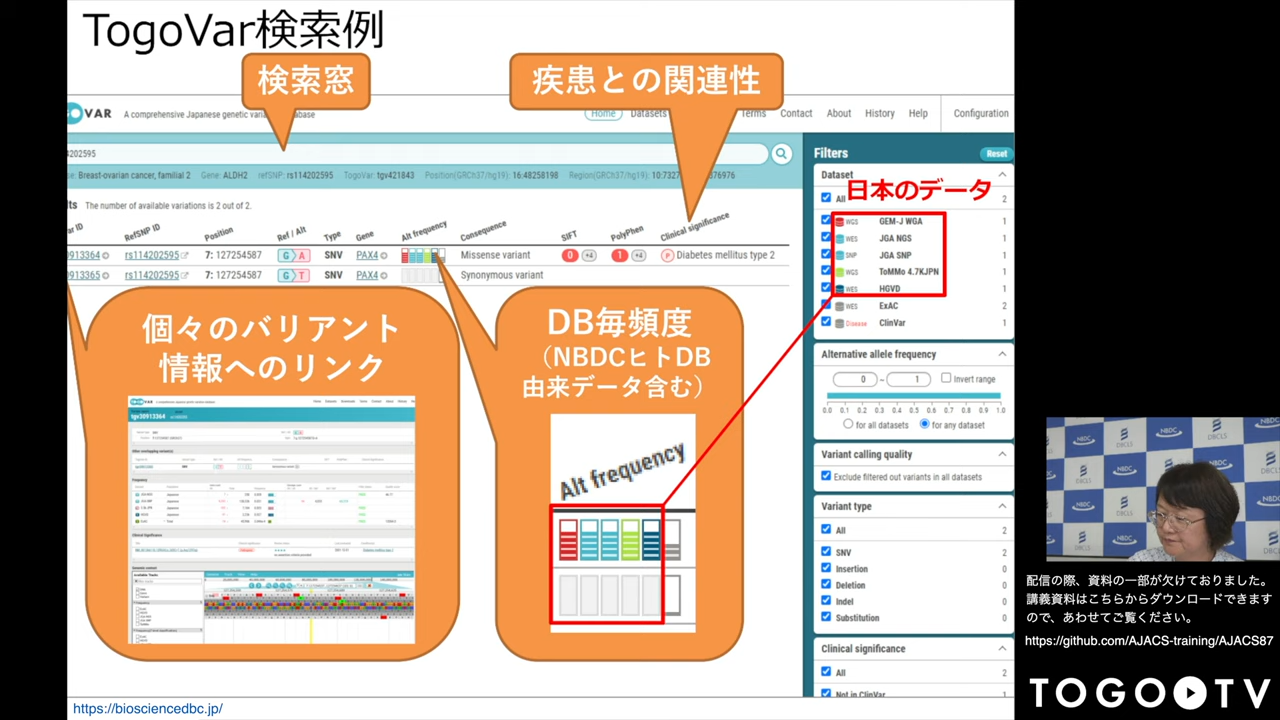 TogoVar検索例
検索窓
疾患との関連性
VAR A comprehensive Japanese genetic
Home Datasets Terms Contact About History Help Configuration
Breast-ovarian cancer, familial 2 Gene: ALDH2 refSNP: rs114202595 TogoVar: tgv421843 Position(GRCh37/hg19): 16:48258198 Region(GRCh37/hg19):
The number of available variations is 2 out of 2.
RefSNP ID Position Ref / Alt Type Gene Alt frequency Consequence SIFT PolyPhen Clinical significance
rs114202595 7: 127254587 G A SNV PAX4 Missense variant 0 +4 1 +4 P Diabetes mellitus type 2
rs114202595 7: 127254587 G T SNV PAX4 Synonymous variant
個々のバリアント
情報へのリンク
DB毎頻度
（NBDCヒトDB
由来データ含む）
Alt frequency
Filters Reset
Dataset
日本のデータ
All 2
WGS GEM-J WGA 1
WES JGA NGS 1
SNP JGA SNP 1
WGS ToMMo 4.7KJPN 1
WES HGVD 1
WES ExAC 2
Disease ClinVar 1
Alternative allele frequency
0 ~ 1 Invert range
0.0 0.1 0.2 0.3 0.4 0.5 0.6 0.7 0.8 0.9 1.0
for all datasets for any dataset
Variant calling quality
Exclude filtered out variants in all datasets
Variant type
All 2
SNV 2
Insertion 0
Deletion 0
Indel 0
Substitution 0
Clinical significance
All 2
Not in ClinVar 1
https://biosciencedbc.jp/
NBDC
DBCLS
配信の際、資料の一部が欠けておりました。
講義資料はこちらからダウンロードできます
ので、あわせてご覧ください。
https://github.com/AJACS-training/AJACS87
TOGO TV